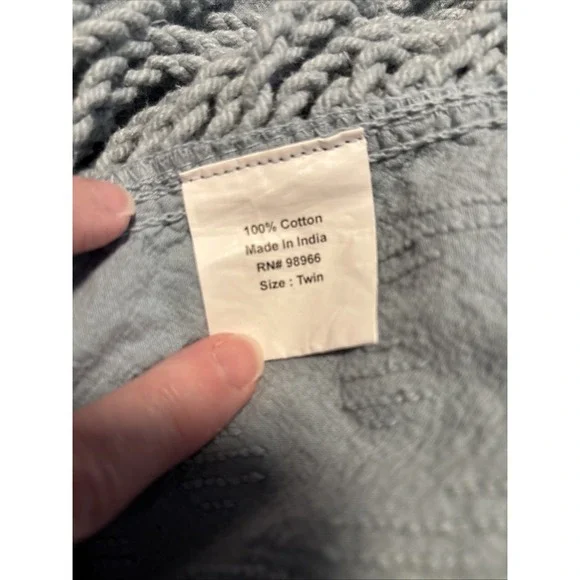 100% Cotton
Made in India
RN# 98966
Size : Twin